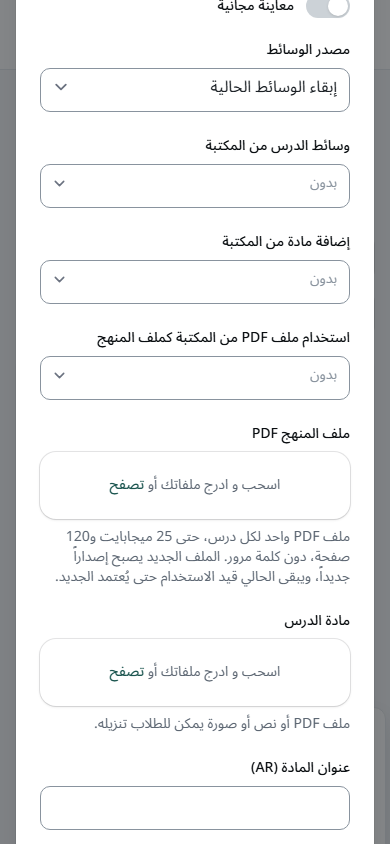 معاينة مجانية
مصدر الوسائط
إبقاء الوسائط الحالية
وسائط الدرس من المكتبة
بدون
إضافة مادة من المكتبة
بدون
استخدام ملف PDF من المكتبة كملف المنهج
بدون
ملف المنهج PDF
اسحب و ادرج ملفاتك أو تصفح
ملف PDF واحد لكل درس، حتى 25 ميجابايت و120
صفحة، دون كلمة مرور. الملف الجديد يصبح إصداراً
جديداً، ويبقى الحالي قيد الاستخدام حتى يُعتمد الجديد.
مادة الدرس
اسحب و ادرج ملفاتك أو تصفح
ملف PDF أو نص أو صورة يمكن للطلاب تنزيله.
عنوان المادة (AR)